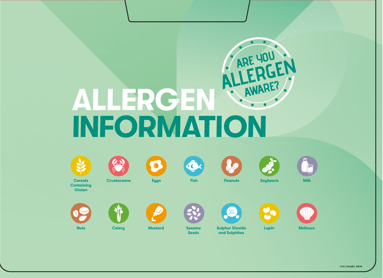 ARE YOU
ALLERGEN
AWARE?
ALLERGEN
INFORMATION
Cereals
Containing
Gluten
Crustaceans
Eggs
Fish
Peanuts
Soybeans
Milk
Nuts
Celery
Mustard
Sesame
Seeds
Sulphur Dioxide
and Sulphites
Lupin
Molluscs